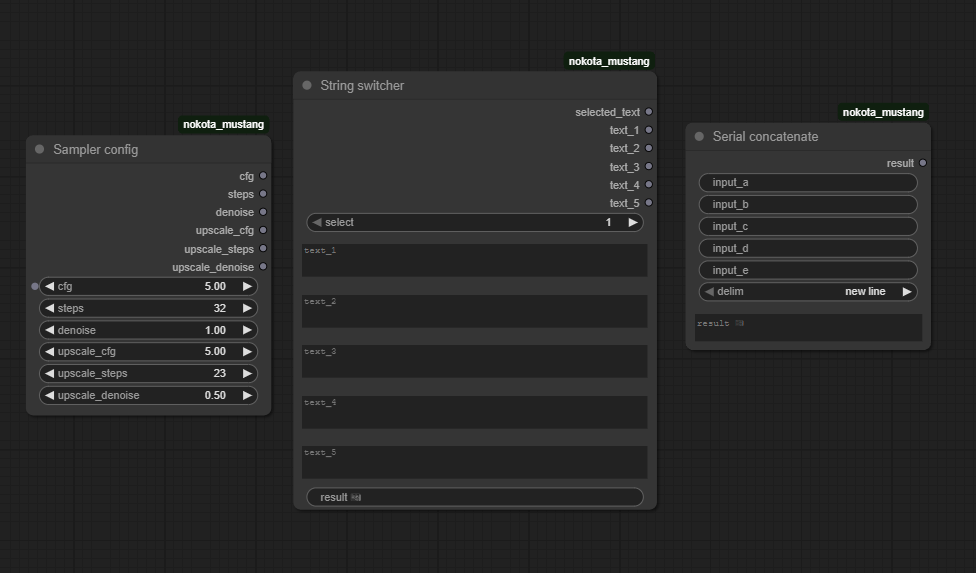 nokota_mustang
Sampler config
cfg
steps
denoise
upscale_cfg
upscale_steps
upscale_denoise
cfg 5.00
steps 32
denoise 1.00
upscale_cfg 5.00
upscale_steps 23
upscale_denoise 0.50
nokota_mustang
String switcher
selected_text
text_1
text_2
text_3
text_4
text_5
select 1
text_1
text_2
text_3
text_4
text_5
result
nokota_mustang
Serial concatenate
result
input_a
input_b
input_c
input_d
input_e
delim new line
result